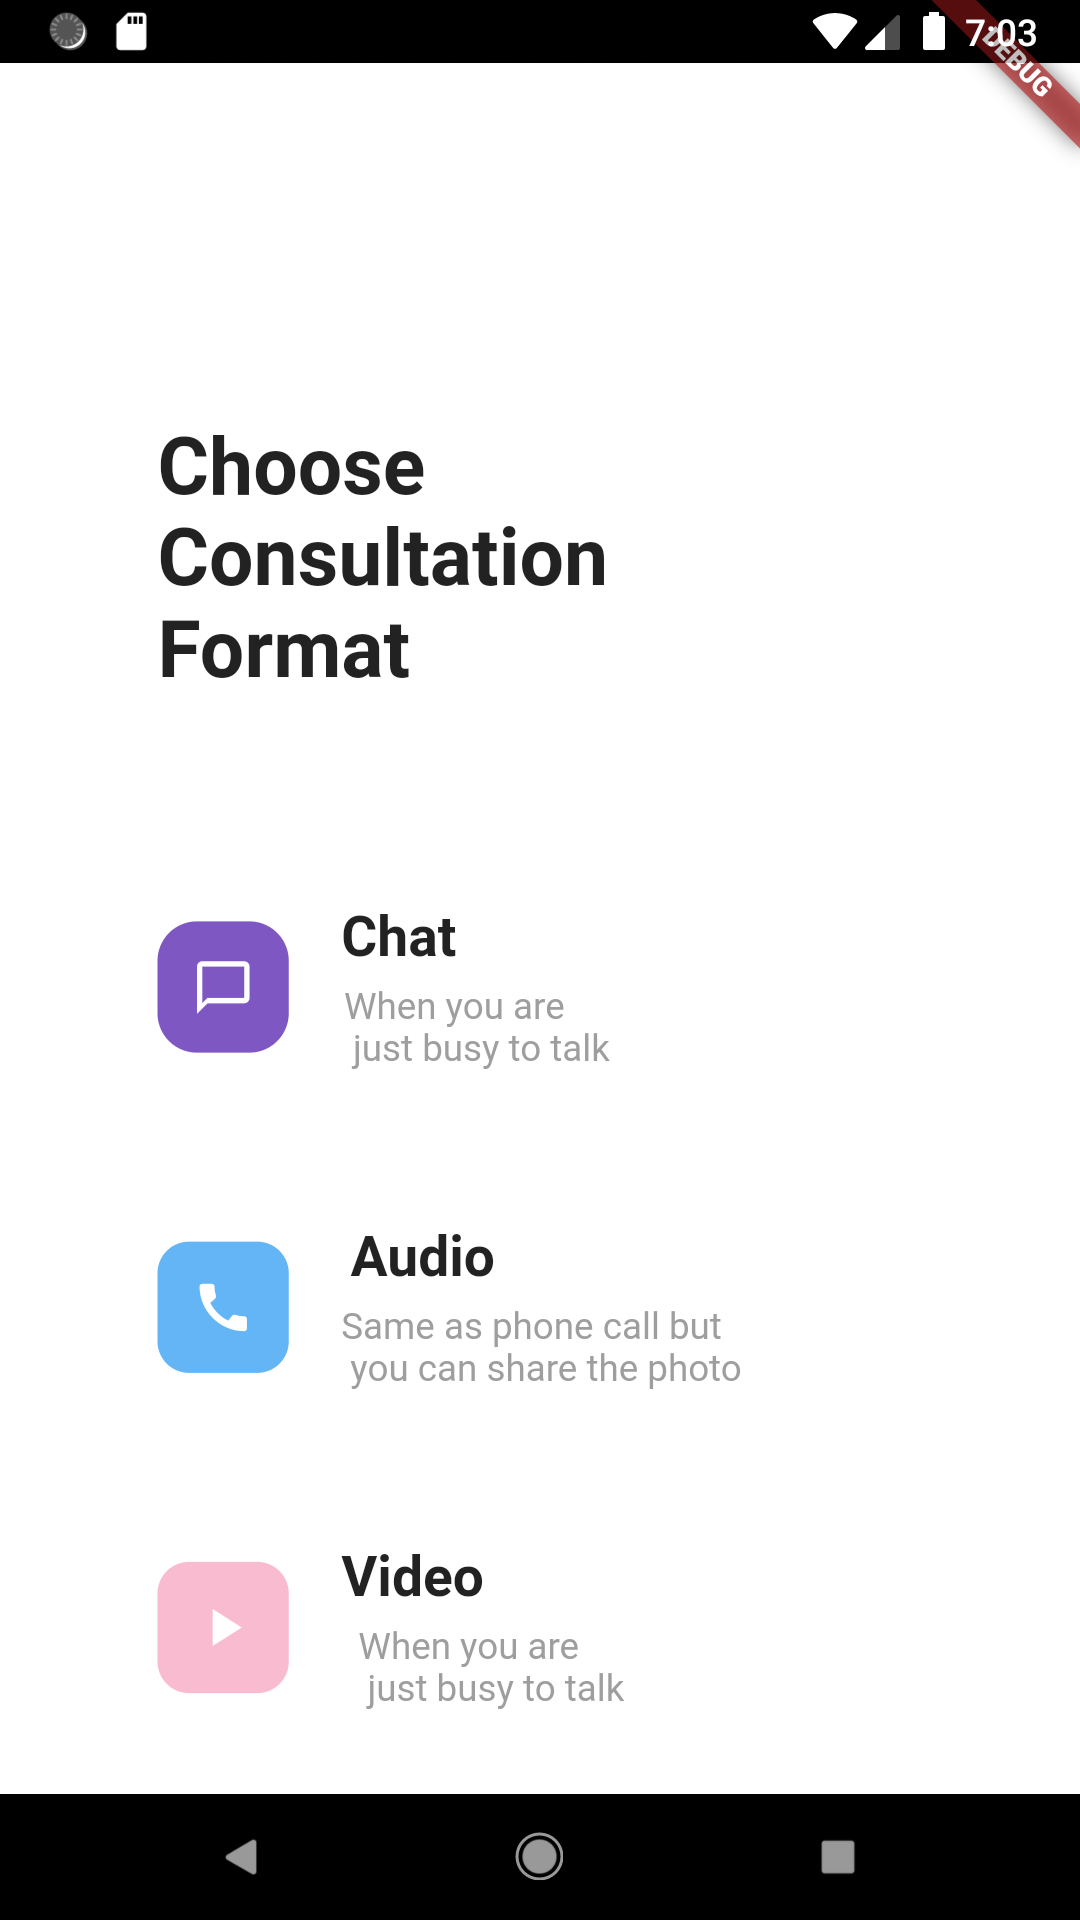 7:03
DEBUG
Choose
Consultation
Format
Chat
When you are
just busy to talk
Audio
Same as phone call but
you can share the photo
Video
When you are
just busy to talk